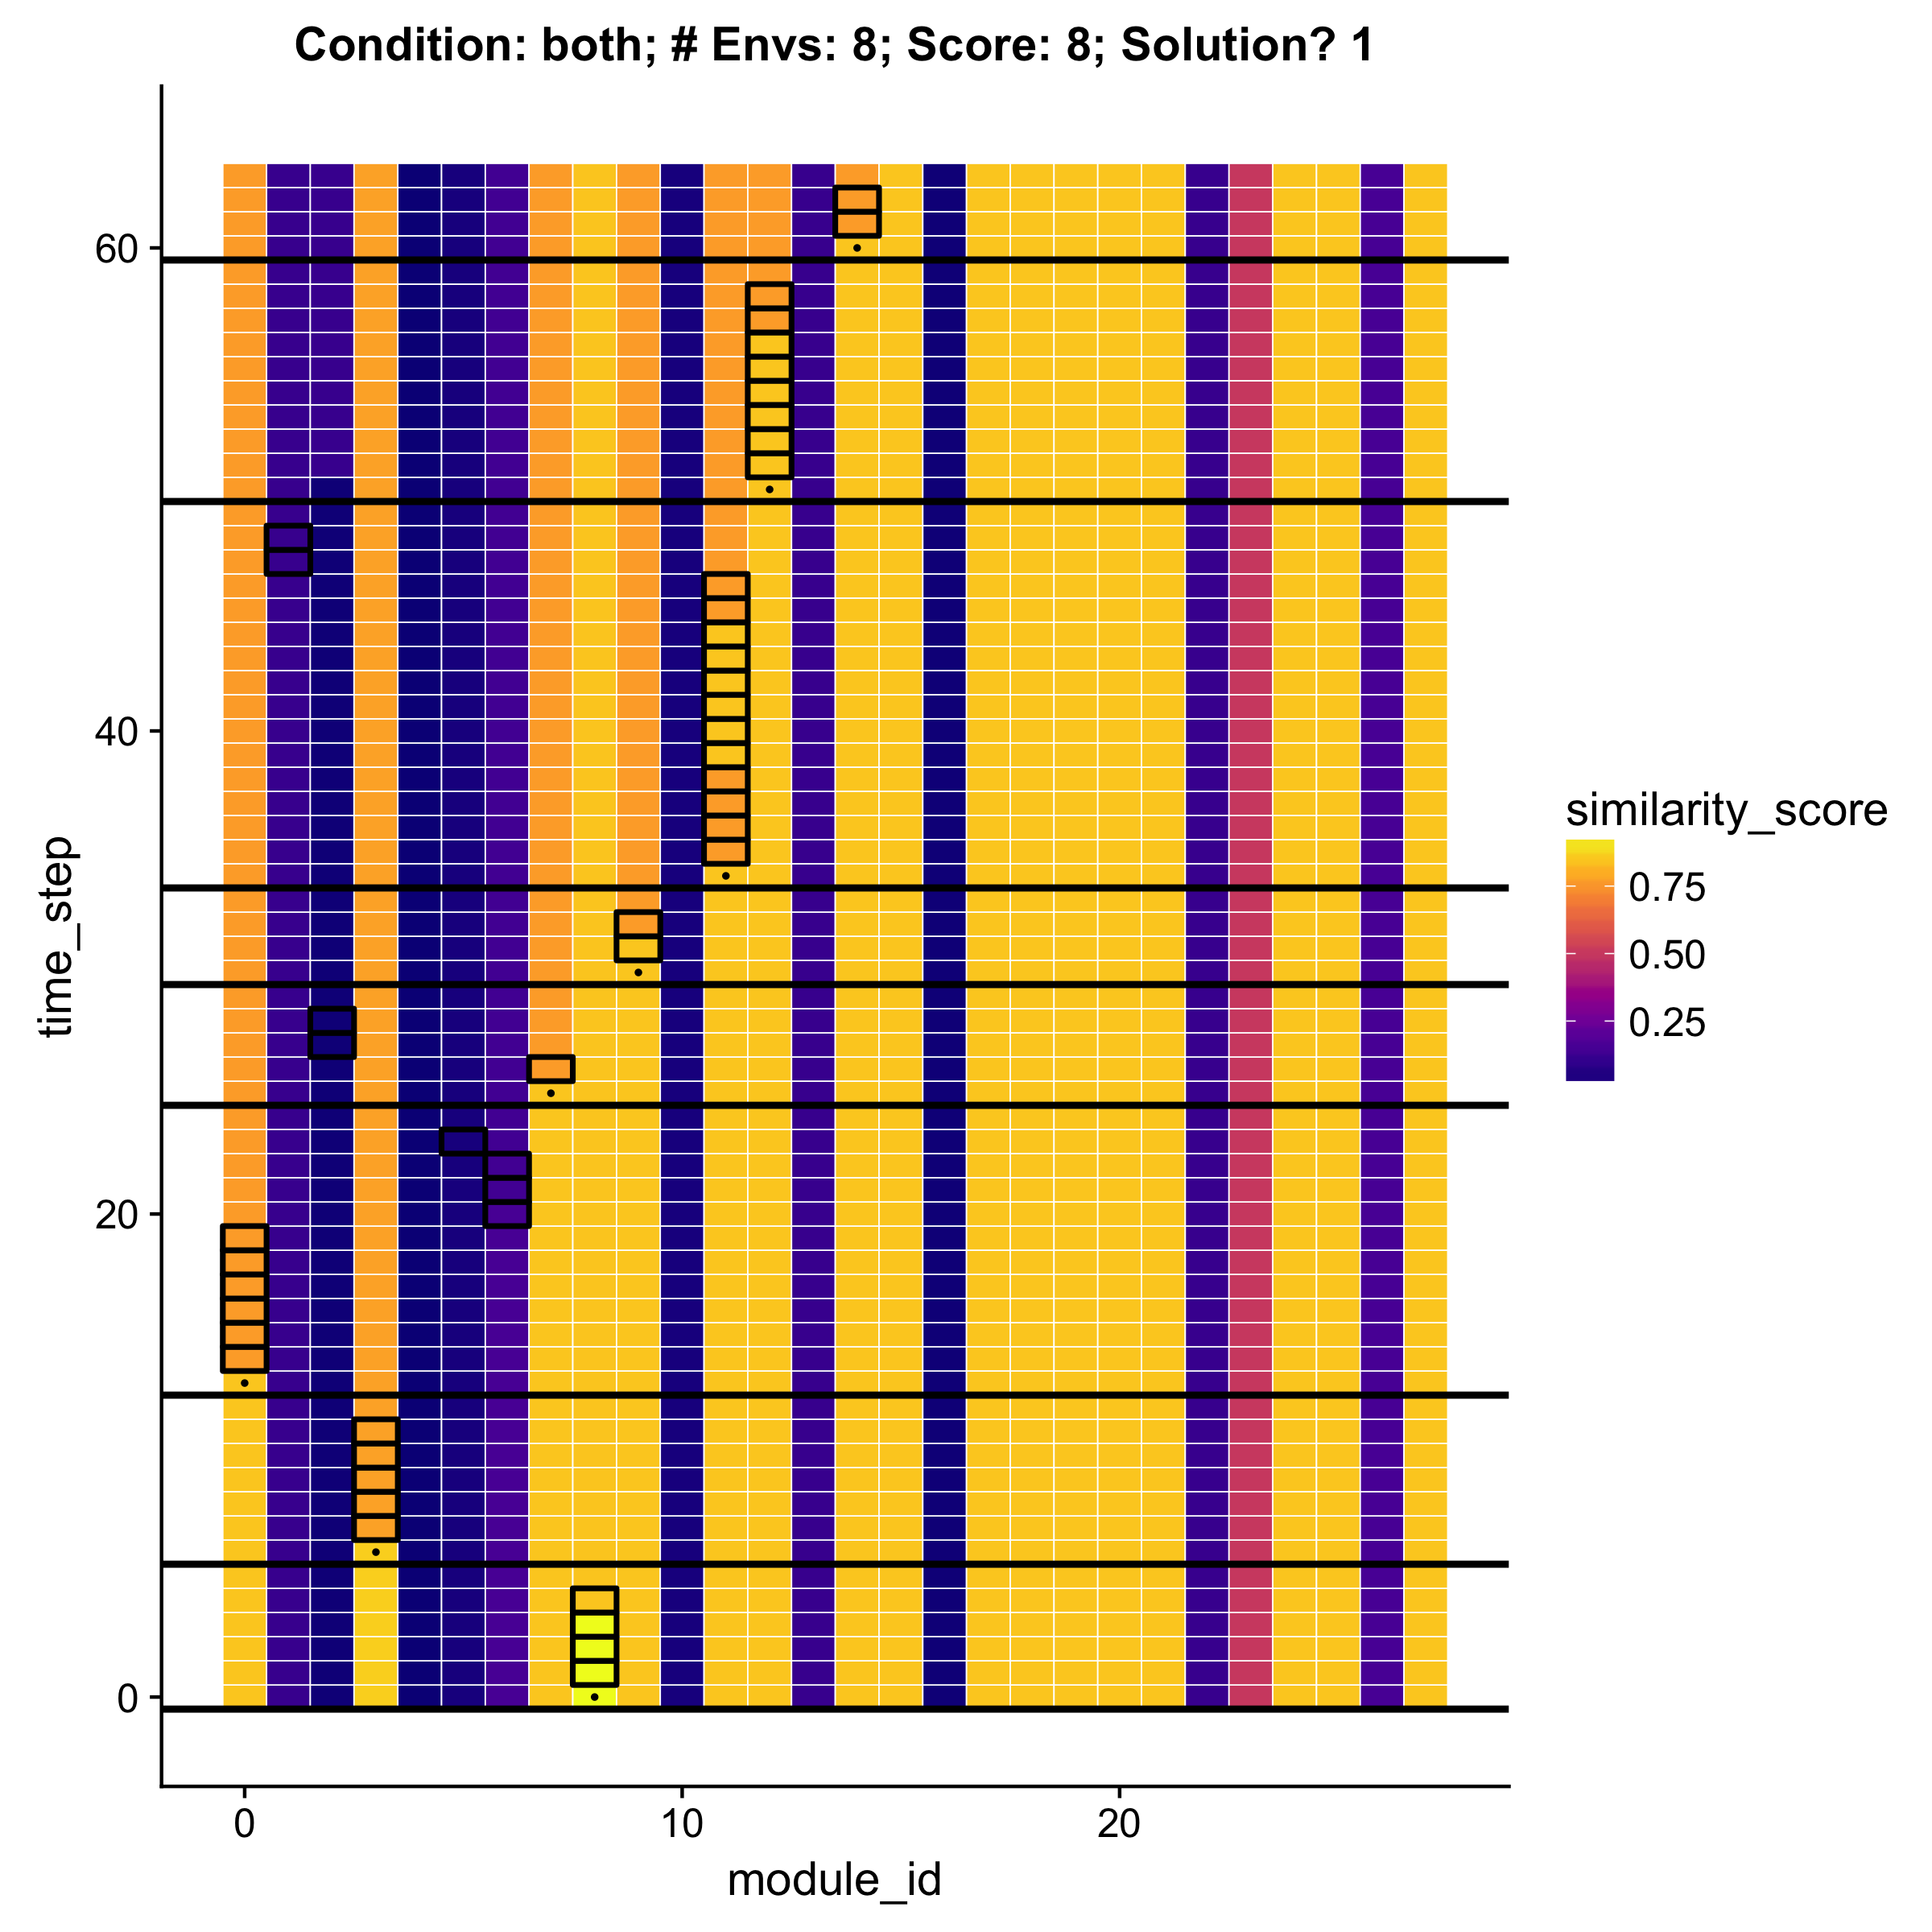 Condition: both; # Envs: 8; Score: 8; Solution? 1
time_step
60
40
20
0
0
10
20
module_id
similarity_score
0.75
0.50
0.25